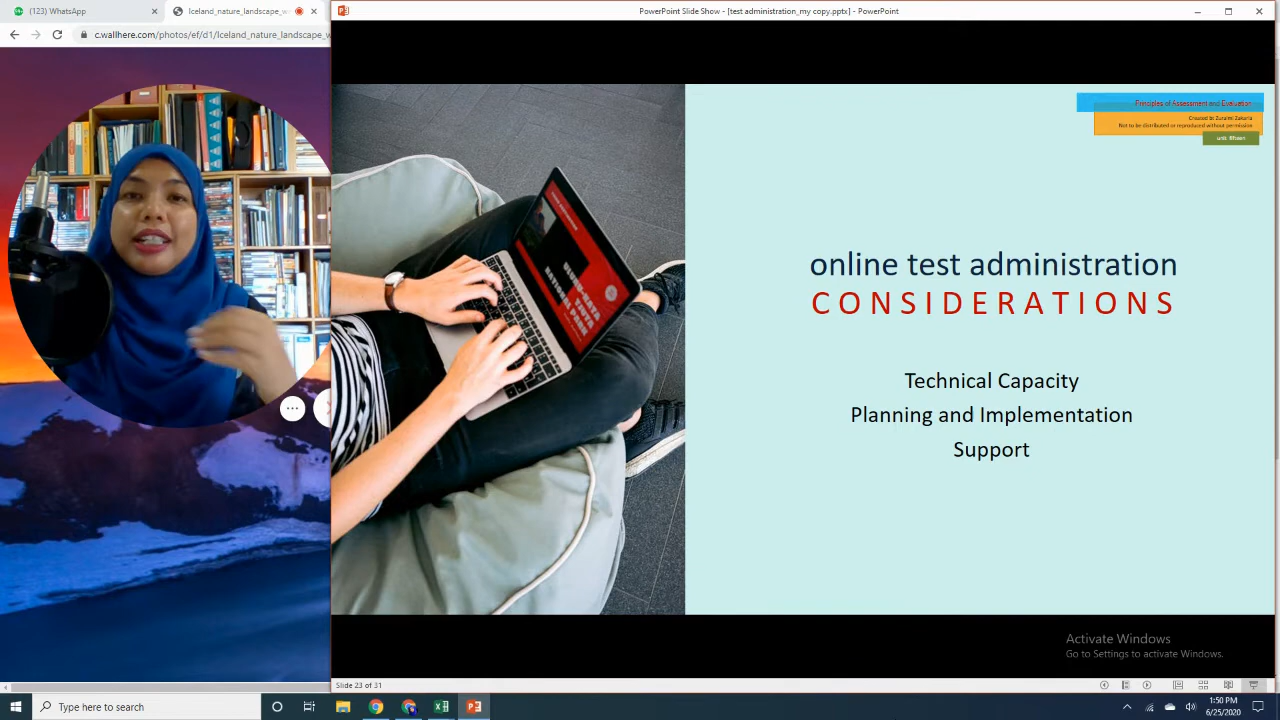 (123) WhatsApp
Iceland_nature_landscape_w
PowerPoint Slide Show - [test administration_my copy.pptx] - PowerPoint
c.wallhere.com/photos/ef/d1/Iceland_nature_landscape_w
Principles of Assessment and Evaluation
Created by Zuraimi Zakaria
Not to be distributed or reproduced without permission
unit: fifteen
online test administration
CONSIDERATIONS
Technical Capacity
Planning and Implementation
Support
Activate Windows
Go to Settings to activate Windows.
Slide 23 of 31
Type here to search
1:50 PM
6/25/2020